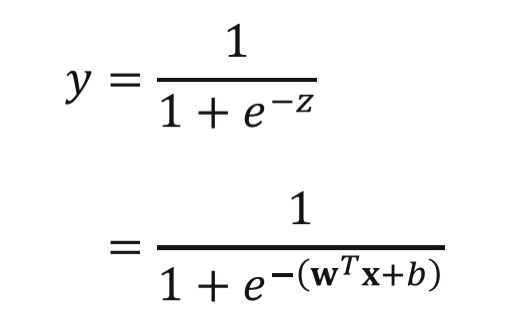 y = 1 / (1 + e^{−z})
= 1 / (1 + e^{−(𝐰^T 𝐱+b)})